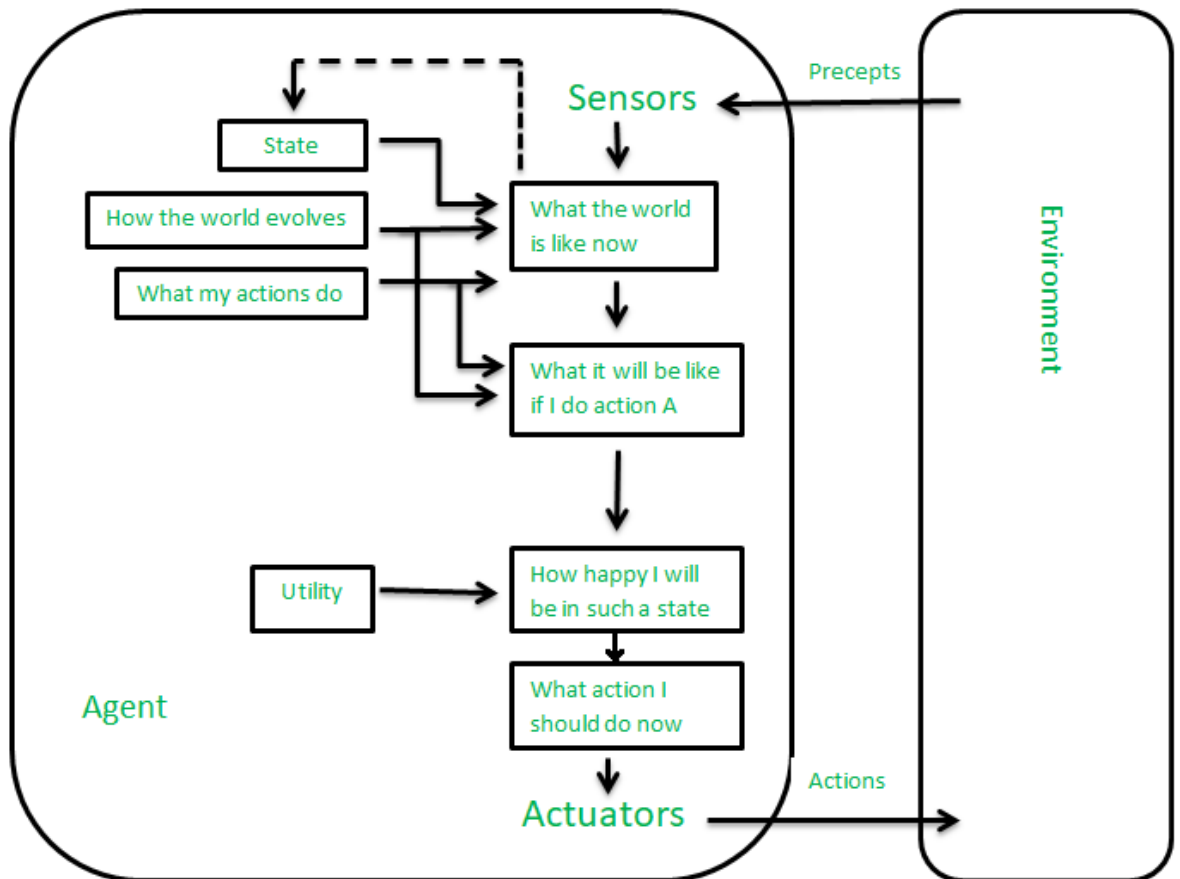 Precepts
Sensors
State
How the world evolves
What my actions do
What the world
is like now
Environment
What it will be like
if I do action A
Utility
How happy I will
be in such a state
Agent
What action I
should do now
Actions
Actuators